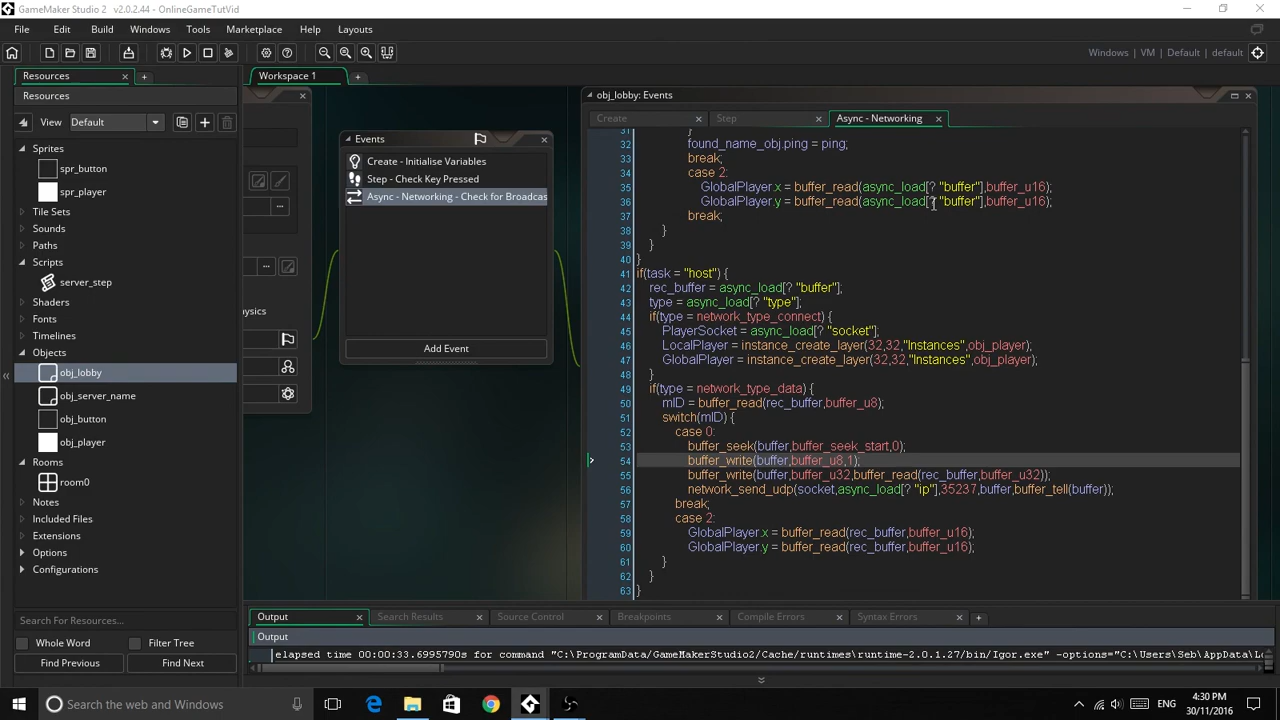 GameMaker Studio 2 v2.0.2.44 - OnlineGameTutVid
File Edit Build Windows Tools Marketplace Help Layouts
Windows | VM | Default | default
Resources
Workspace 1
Resources
View Default
Sprites
spr_button
spr_player
Tile Sets
Sounds
Paths
Scripts
server_step
Shaders
Fonts
Timelines
Objects
obj_lobby
obj_server_name
obj_button
obj_player
Rooms
room0
Notes
Included Files
Extensions
Options
Configurations
Search For Resources...
Whole Word Filter Tree
Find Previous Find Next
ysics
Events
Create - Initialise Variables
Step - Check Key Pressed
Async - Networking - Check for Broadcas
Add Event
obj_lobby: Events
Create Step Async - Networking
31 }
32 found_name_obj.ping = ping;
33 break;
34 case 2:
35 GlobalPlayer.x = buffer_read(async_load[? "buffer"],buffer_u16);
36 GlobalPlayer.y = buffer_read(async_load[? "buffer"],buffer_u16);
37 break;
38 }
39 }
40 }
41 if(task = "host") {
42 rec_buffer = async_load[? "buffer"];
43 type = async_load[? "type"];
44 if(type = network_type_connect) {
45 PlayerSocket = async_load[? "socket"];
46 LocalPlayer = instance_create_layer(32,32,"Instances",obj_player);
47 GlobalPlayer = instance_create_layer(32,32,"Instances",obj_player);
48 }
49 if(type = network_type_data) {
50 mID = buffer_read(rec_buffer,buffer_u8);
51 switch(mID) {
52 case 0:
53 buffer_seek(buffer,buffer_seek_start,0);
54 buffer_write(buffer,buffer_u8,1);
55 buffer_write(buffer,buffer_u32,buffer_read(rec_buffer,buffer_u32));
56 network_send_udp(socket,async_load[? "ip"],35237,buffer,buffer_tell(buffer));
57 break;
58 case 2:
59 GlobalPlayer.x = buffer_read(rec_buffer,buffer_u16);
60 GlobalPlayer.y = buffer_read(rec_buffer,buffer_u16);
61 }
62 }
63 }
Output Search Results Source Control Breakpoints Compile Errors Syntax Errors
Output
elapsed time 00:00:33.6995790s for command "C:\ProgramData/GameMakerStudio2/Cache/runtimes\runtime-2.0.1.27/bin/Igor.exe" -options="C:\Users\Seb\AppData\L
Search the web and Windows
ENG
4:30 PM
30/11/2016